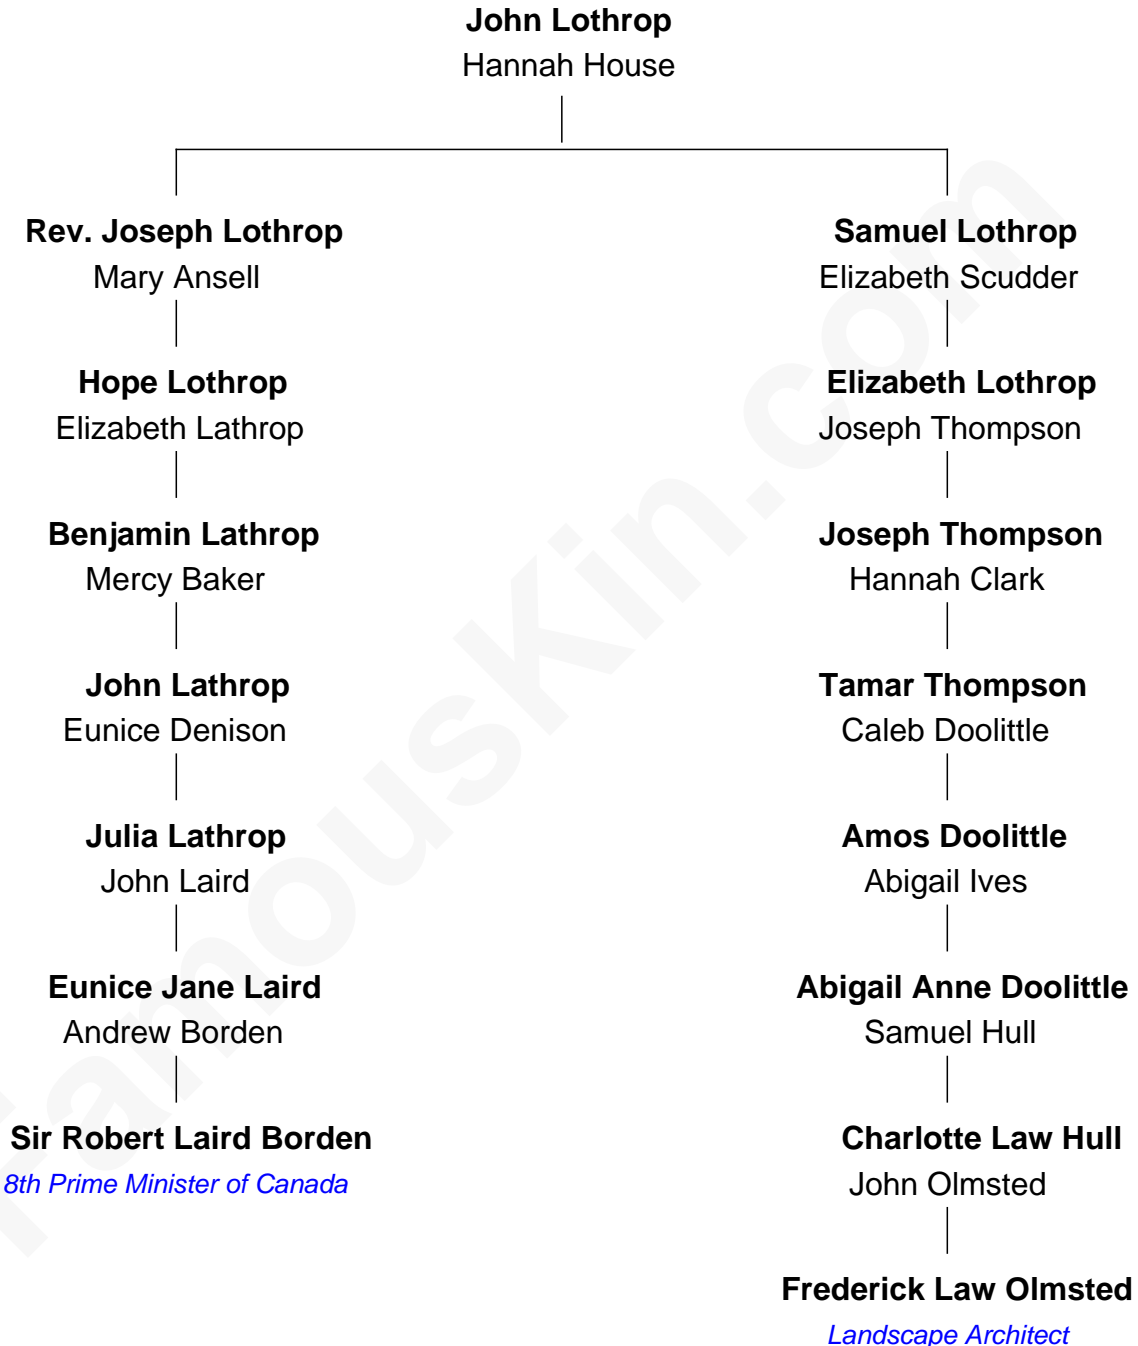 John Lothrop
Hannah House
Rev. Joseph Lothrop
Mary Ansell
Samuel Lothrop
Elizabeth Scudder
Hope Lothrop
Elizabeth Lathrop
Elizabeth Lothrop
Joseph Thompson
Benjamin Lathrop
Mercy Baker
Joseph Thompson
Hannah Clark
John Lathrop
Eunice Denison
Tamar Thompson
Caleb Doolittle
Julia Lathrop
John Laird
Amos Doolittle
Abigail Ives
Eunice Jane Laird
Andrew Borden
Abigail Anne Doolittle
Samuel Hull
Sir Robert Laird Borden
8th Prime Minister of Canada
Charlotte Law Hull
John Olmsted
Frederick Law Olmsted
Landscape Architect
FamousKin.com